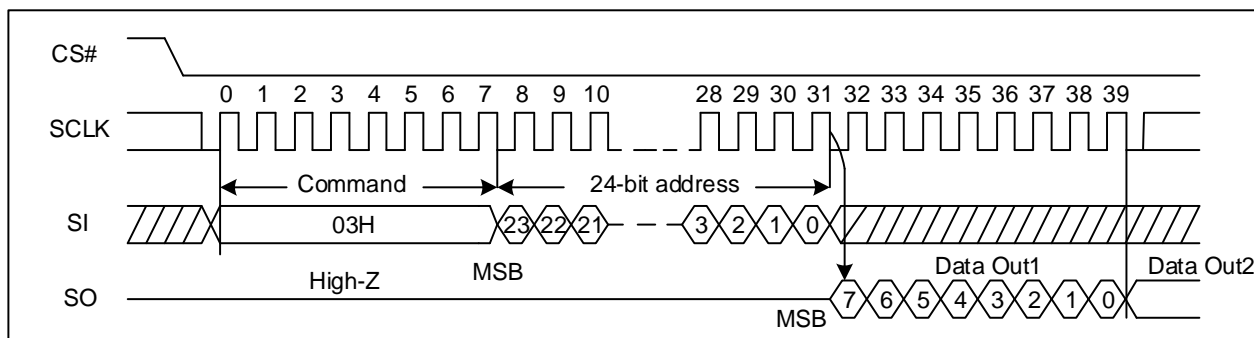 CS#
0 1 2 3 4 5 6 7 8 9 10 28 29 30 31 32 33 34 35 36 37 38 39
SCLK
Command 24-bit address
SI 03H 23 22 21 3 2 1 0
High-Z MSB Data Out1 Data Out2
SO 7 6 5 4 3 2 1 0
MSB